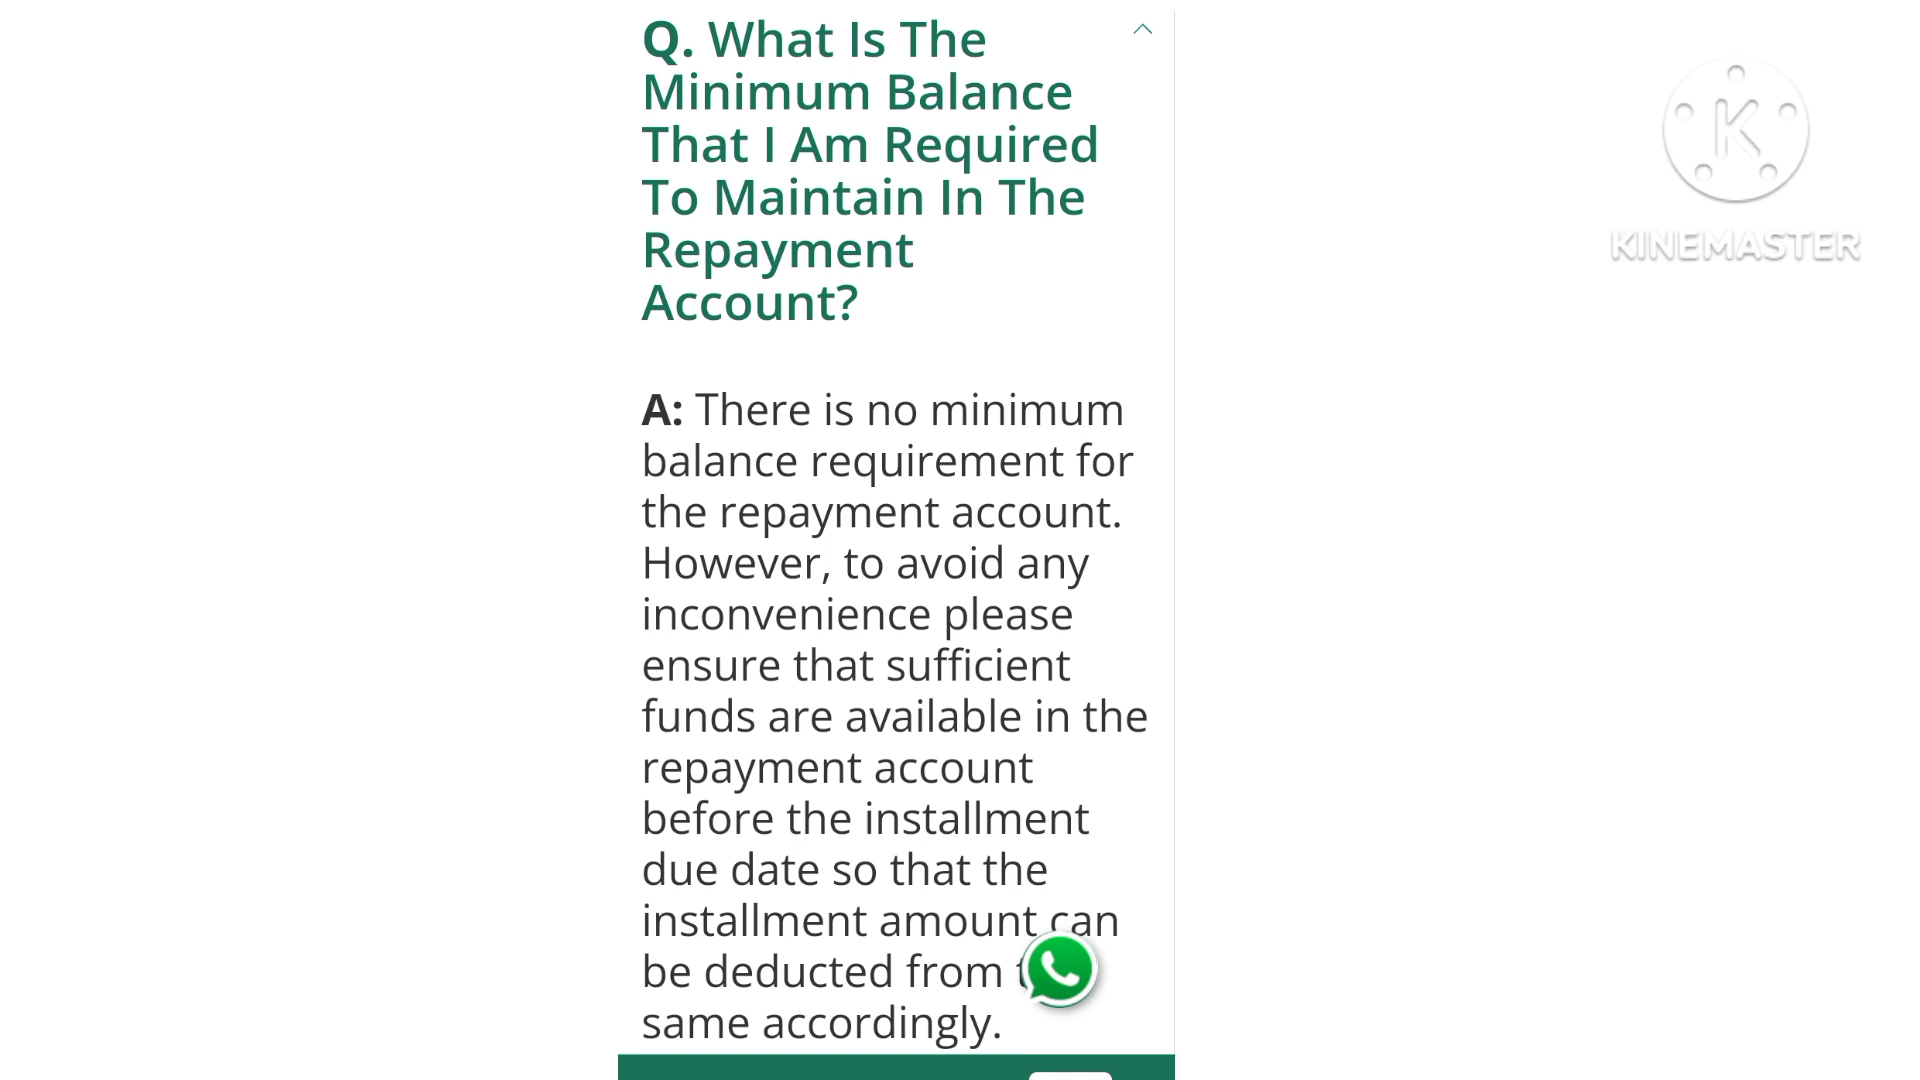 Q. What Is The
Minimum Balance
That I Am Required
To Maintain In The
Repayment
Account?
A: There is no minimum
balance requirement for
the repayment account.
However, to avoid any
inconvenience please
ensure that sufficient
funds are available in the
repayment account
before the installment
due date so that the
installment amount can
be deducted from
same accordingly.
K
KINEMASTER